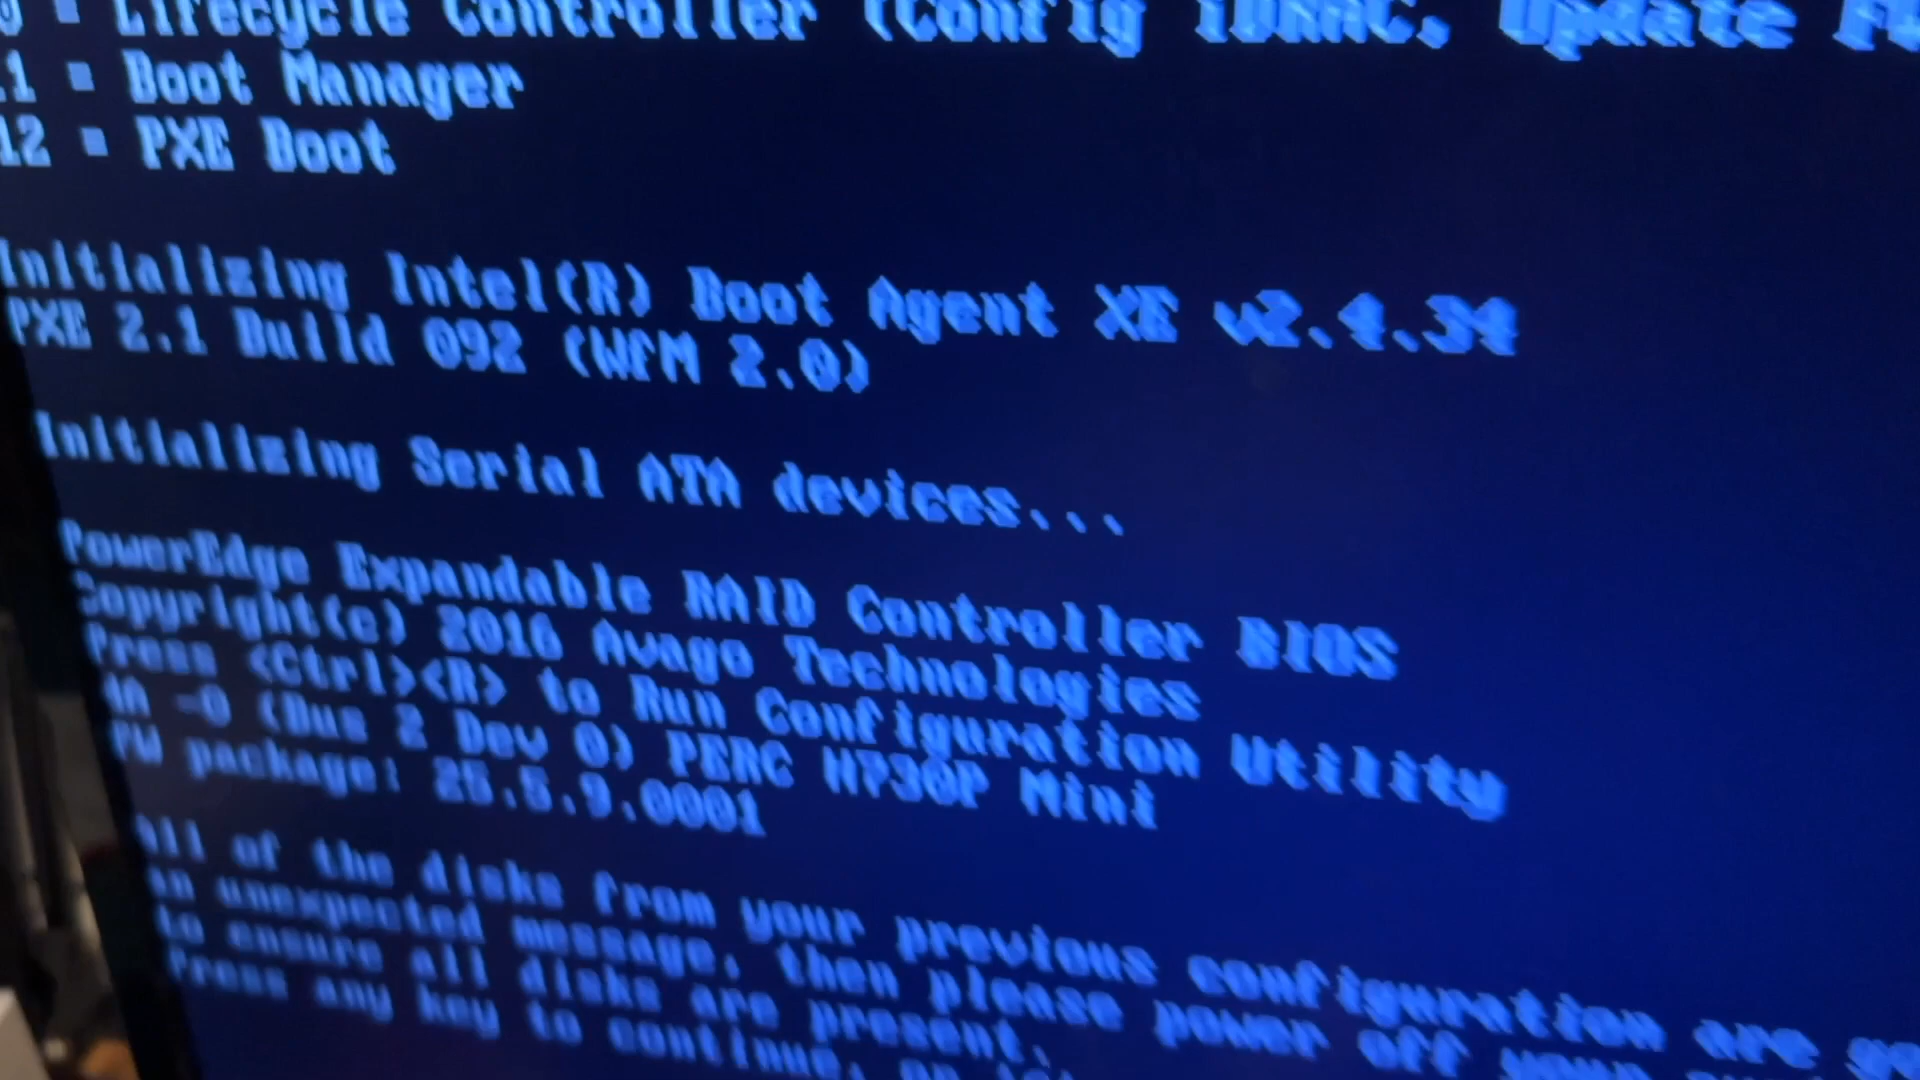 0 = Lifecycle Controller (Config iDRAC, Update F
11 = Boot Manager
12 = PXE Boot
Initializing Intel(R) Boot Agent XE v2.4.34
PXE 2.1 Build 092 (WfM 2.0)
Initializing Serial ATA devices...
PowerEdge Expandable RAID Controller BIOS
Copyright(c) 2016 Avago Technologies
Press <Ctrl><R> to Run Configuration Utility
HA -0 (Bus 2 Dev 0) PERC H730P Mini
FW package: 25.5.9.0001
All of the disks from your previous configuration are
an unexpected message, then please power off your
to ensure all disks are present.
Press any key to continue, or